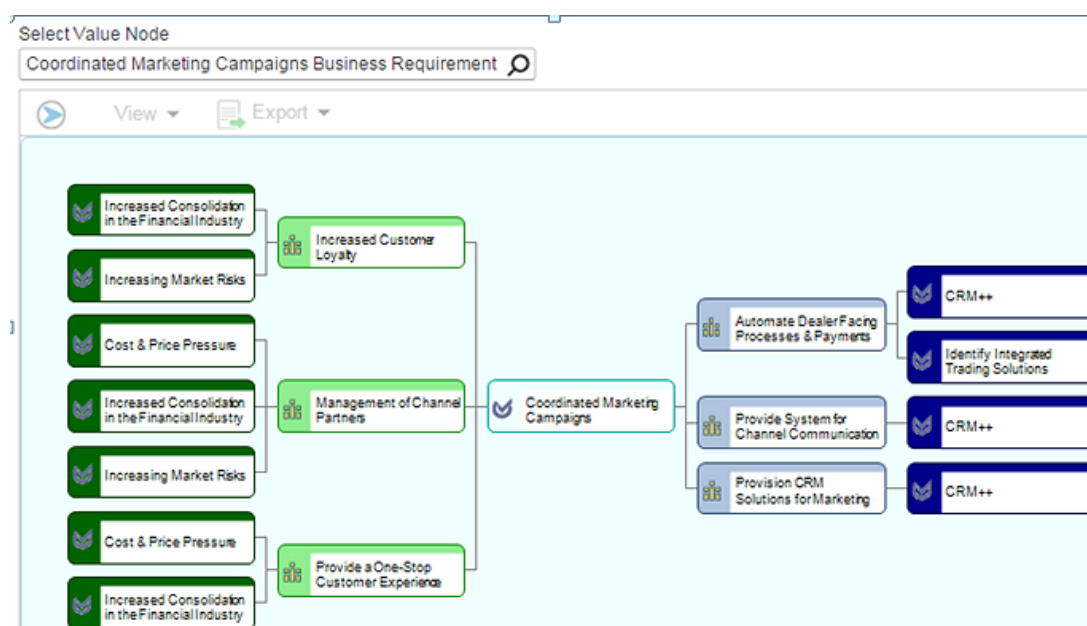 Select Value Node
Coordinated Marketing Campaigns Business Requirement
View
Export
Increased Consolidation
in the Financial Industry
Increasing Market Risks
Increased Customer
Loyalty
Cost & Price Pressure
Increased Consolidation
in the Financial Industry
Increasing Market Risks
Management of Channel
Partners
Cost & Price Pressure
Increased Consolidation
in the Financial Industry
Provide a One-Stop
Customer Experience
Coordinated Marketing
Campaigns
Automate Dealer Facing
Processes & Payments
CRM++
Identify Integrated
Trading Solutions
Provide System for
Channel Communication
CRM++
Provision CRM
Solutions for Marketing
CRM++